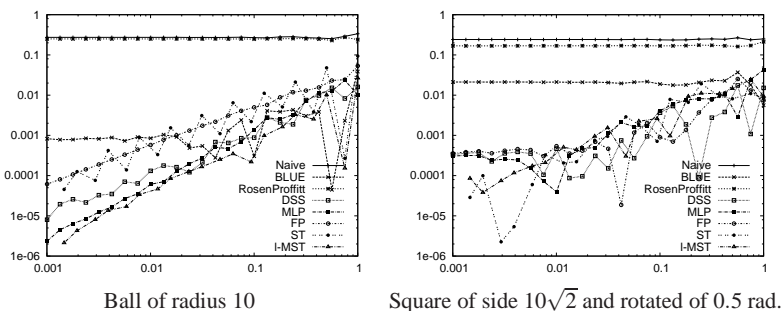 1
0.1
0.01
0.001
0.0001
1e-05
1e-06
0.001 0.01 0.1 1
Naive
BLUE
RosenProffitt
DSS
MLP
FP
ST
I-MST
Ball of radius 10
1
0.1
0.01
0.001
0.0001
1e-05
1e-06
0.001 0.01 0.1 1
Naive
BLUE
RosenProffitt
DSS
MLP
FP
ST
I-MST
Square of side 10√2 and rotated of 0.5 rad.